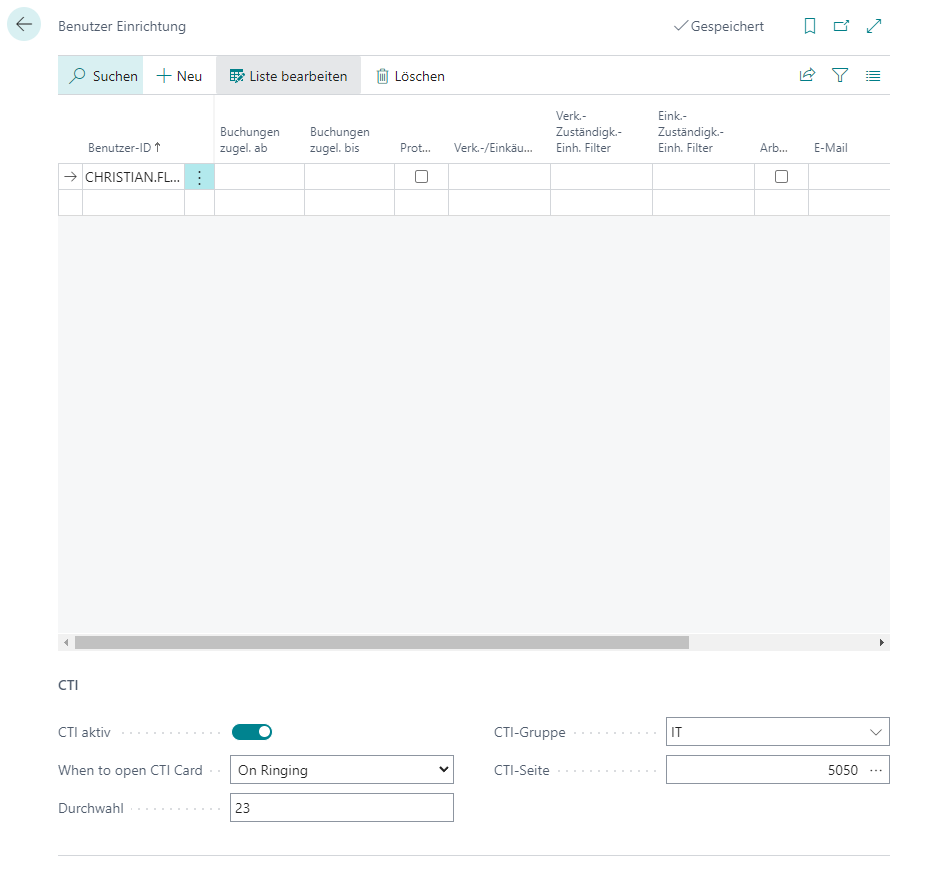 Benutzer Einrichtung
Gespeichert
Suchen
Neu
Liste bearbeiten
Löschen
Benutzer-ID ↑
Buchungen
zugel. ab
Buchungen
zugel. bis
Prot...
Verk.-/Einkäu...
Verk.-
Zuständigk.-
Einh. Filter
Eink.-
Zuständigk.-
Einh. Filter
Arb...
E-Mail
CHRISTIAN.FL...
CTI
CTI aktiv
CTI-Gruppe
IT
When to open CTI Card
On Ringing
CTI-Seite
5050
Durchwahl
23